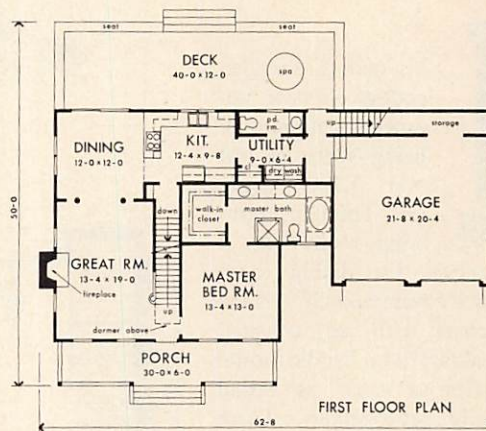 seat
seat
DECK
40-0 x 12-0
spa
50-0
DINING
12-0 x 12-0
KIT.
12-4 x 9-8
pd.
rm.
UTILITY
9-0 x 6-4
cl
dry wash
up
storage
GARAGE
21-8 x 20-4
down
walk-in
closet
master bath
GREAT RM.
13-4 x 19-0
fireplace
MASTER
BED RM.
13-4 x 13-0
up
dormer above
PORCH
30-0 x 6-0
FIRST FLOOR PLAN
62-8